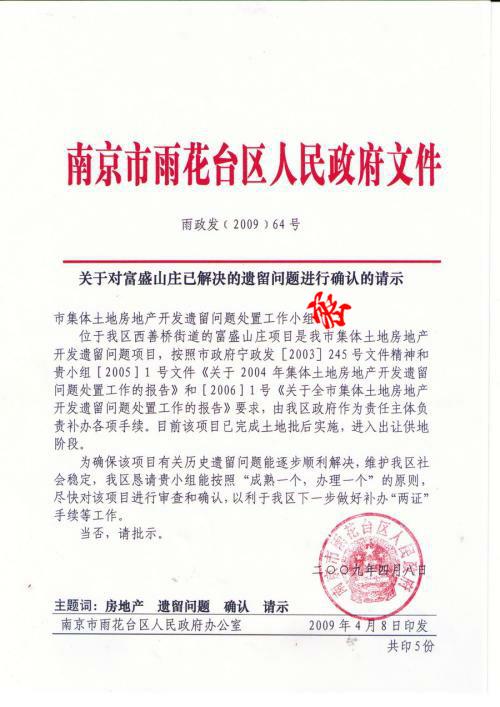 南京市雨花台区人民政府文件
雨政发﹝2009﹞64号
关于对富盛山庄已解决的遗留问题进行确认的请示
市集体土地房地产开发遗留问题处置工作小组
位于我区西善桥街道的富盛山庄项目是我市集体土地房地产
开发遗留问题项目，按照市政府宁政发［2003］245号文件精神和
贵小组［2005］1号文件《关于2004年集体土地房地产开发遗留
问题处置工作的报告》和［2006］1号《关于全市集体土地房地产
开发遗留问题处置工作的报告》要求，由我区政府作为责任主体负
责补办各项手续。目前该项目已完成土地批后实施，进入出让供地
阶段。
为确保该项目有关历史遗留问题能逐步顺利解决，维护我区社
会稳定，我区恳请贵小组能按照“成熟一个，办理一个”的原则，
尽快对该项目进行审查和确认，以利于我区下一步做好补办“两证”
手续等工作。
当否，请批示。
南京市雨花台区人民政府
二〇〇九年四月八日
主题词：房地产 遗留问题 确认 请示
南京市雨花台区人民政府办公室 2009年4月8日印发
共印5份